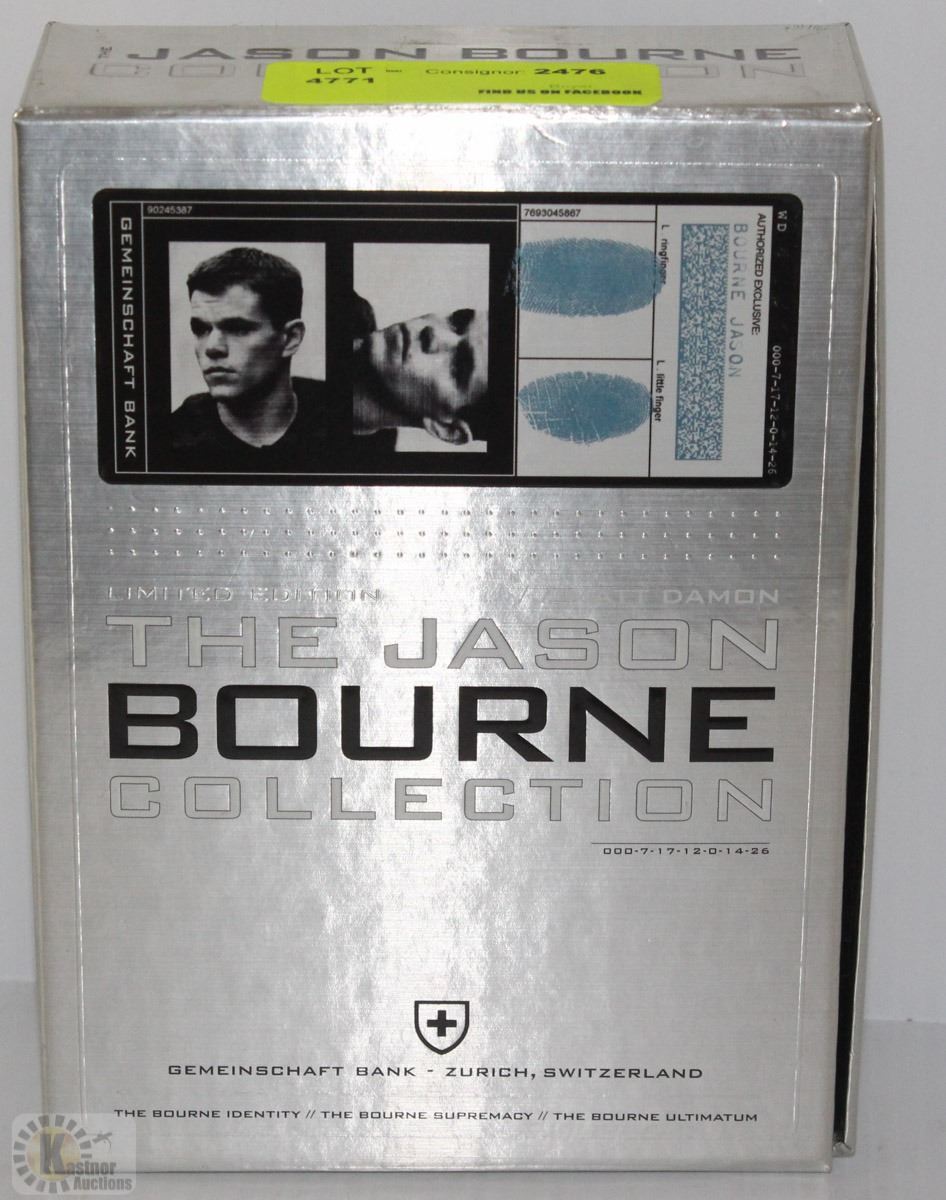 THE JASON BOURNE
LOT
4771
Consignor: 2476
FIND US ON FACEBOOK
GEMEINSCHAFT BANK
90245387
7693045867
L. ringfinger
L. little finger
BOURNE JASON
AUTHORIZED EXCLUSIVE:
WD
000-7-17-12-0-14-26
LIMITED EDITION
// MATT DAMON
THE JASON
BOURNE
COLLECTION
000-7-17-12-0-14-26
GEMEINSCHAFT BANK - ZURICH, SWITZERLAND
THE BOURNE IDENTITY // THE BOURNE SUPREMACY // THE BOURNE ULTIMATUM
Kastner
Auctions